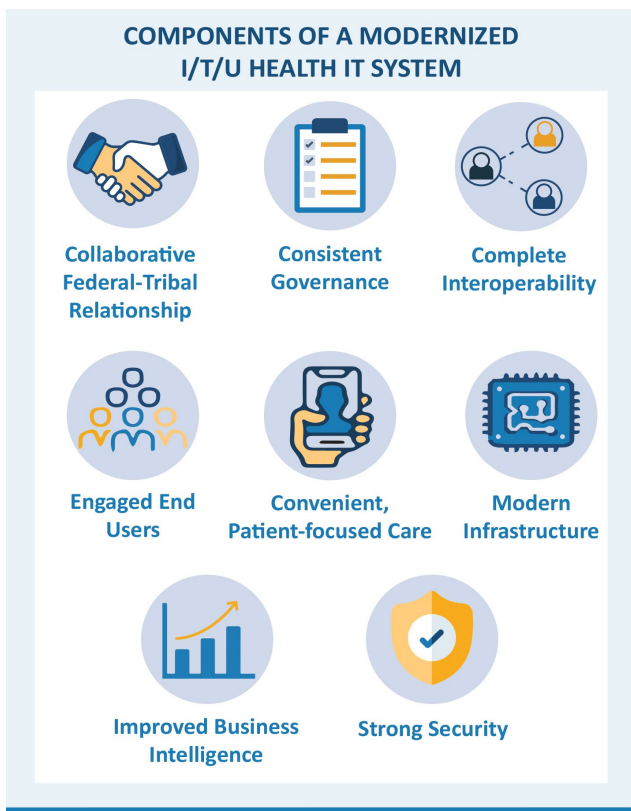 COMPONENTS OF A MODERNIZED
I/T/U HEALTH IT SYSTEM
Collaborative
Federal-Tribal
Relationship
Consistent
Governance
Complete
Interoperability
Engaged End
Users
Convenient,
Patient-focused Care
Modern
Infrastructure
Improved Business
Intelligence
Strong Security